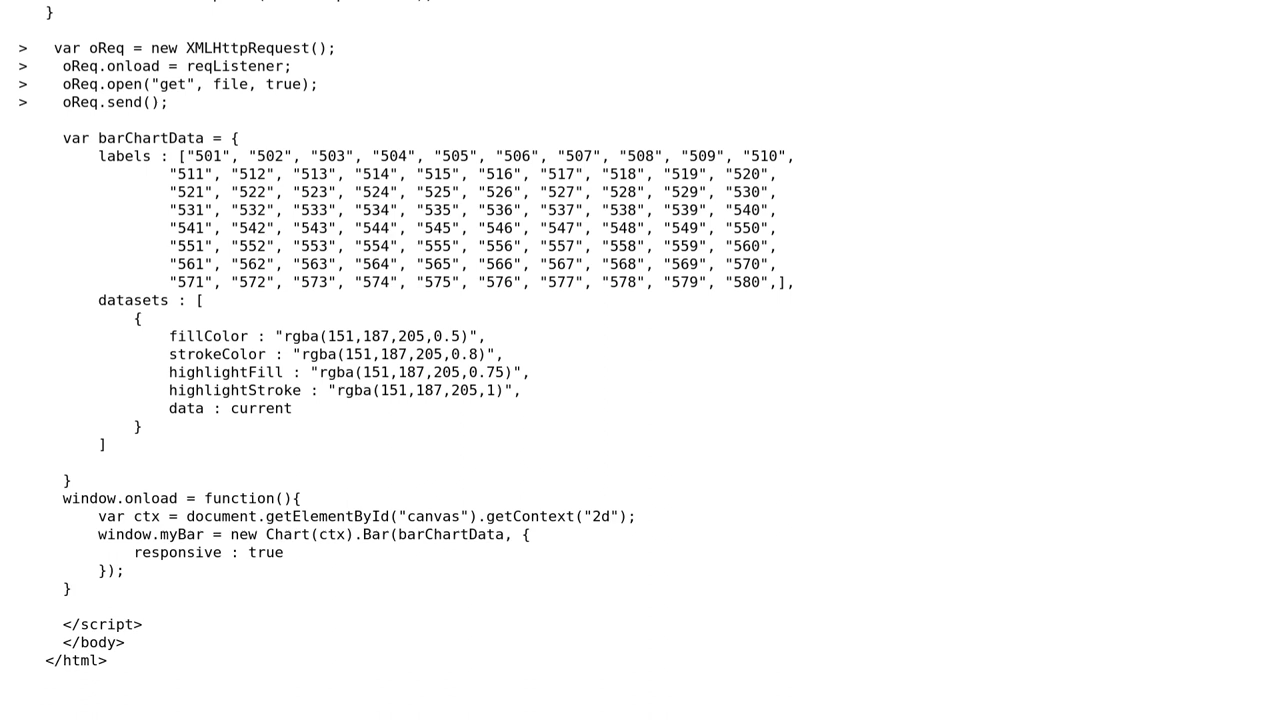 }
>   var oReq = new XMLHttpRequest();
>    oReq.onload = reqListener;
>    oReq.open("get", file, true);
>    oReq.send();
var barChartData = {
labels : ["501", "502", "503", "504", "505", "506", "507", "508", "509", "510",
"511", "512", "513", "514", "515", "516", "517", "518", "519", "520",
"521", "522", "523", "524", "525", "526", "527", "528", "529", "530",
"531", "532", "533", "534", "535", "536", "537", "538", "539", "540",
"541", "542", "543", "544", "545", "546", "547", "548", "549", "550",
"551", "552", "553", "554", "555", "556", "557", "558", "559", "560",
"561", "562", "563", "564", "565", "566", "567", "568", "569", "570",
"571", "572", "573", "574", "575", "576", "577", "578", "579", "580",],
datasets : [
{
fillColor : "rgba(151,187,205,0.5)",
strokeColor : "rgba(151,187,205,0.8)",
highlightFill : "rgba(151,187,205,0.75)",
highlightStroke : "rgba(151,187,205,1)",
data : current
}
]
}
window.onload = function(){
var ctx = document.getElementById("canvas").getContext("2d");
window.myBar = new Chart(ctx).Bar(barChartData, {
responsive : true
});
}
</script>
</body>
</html>